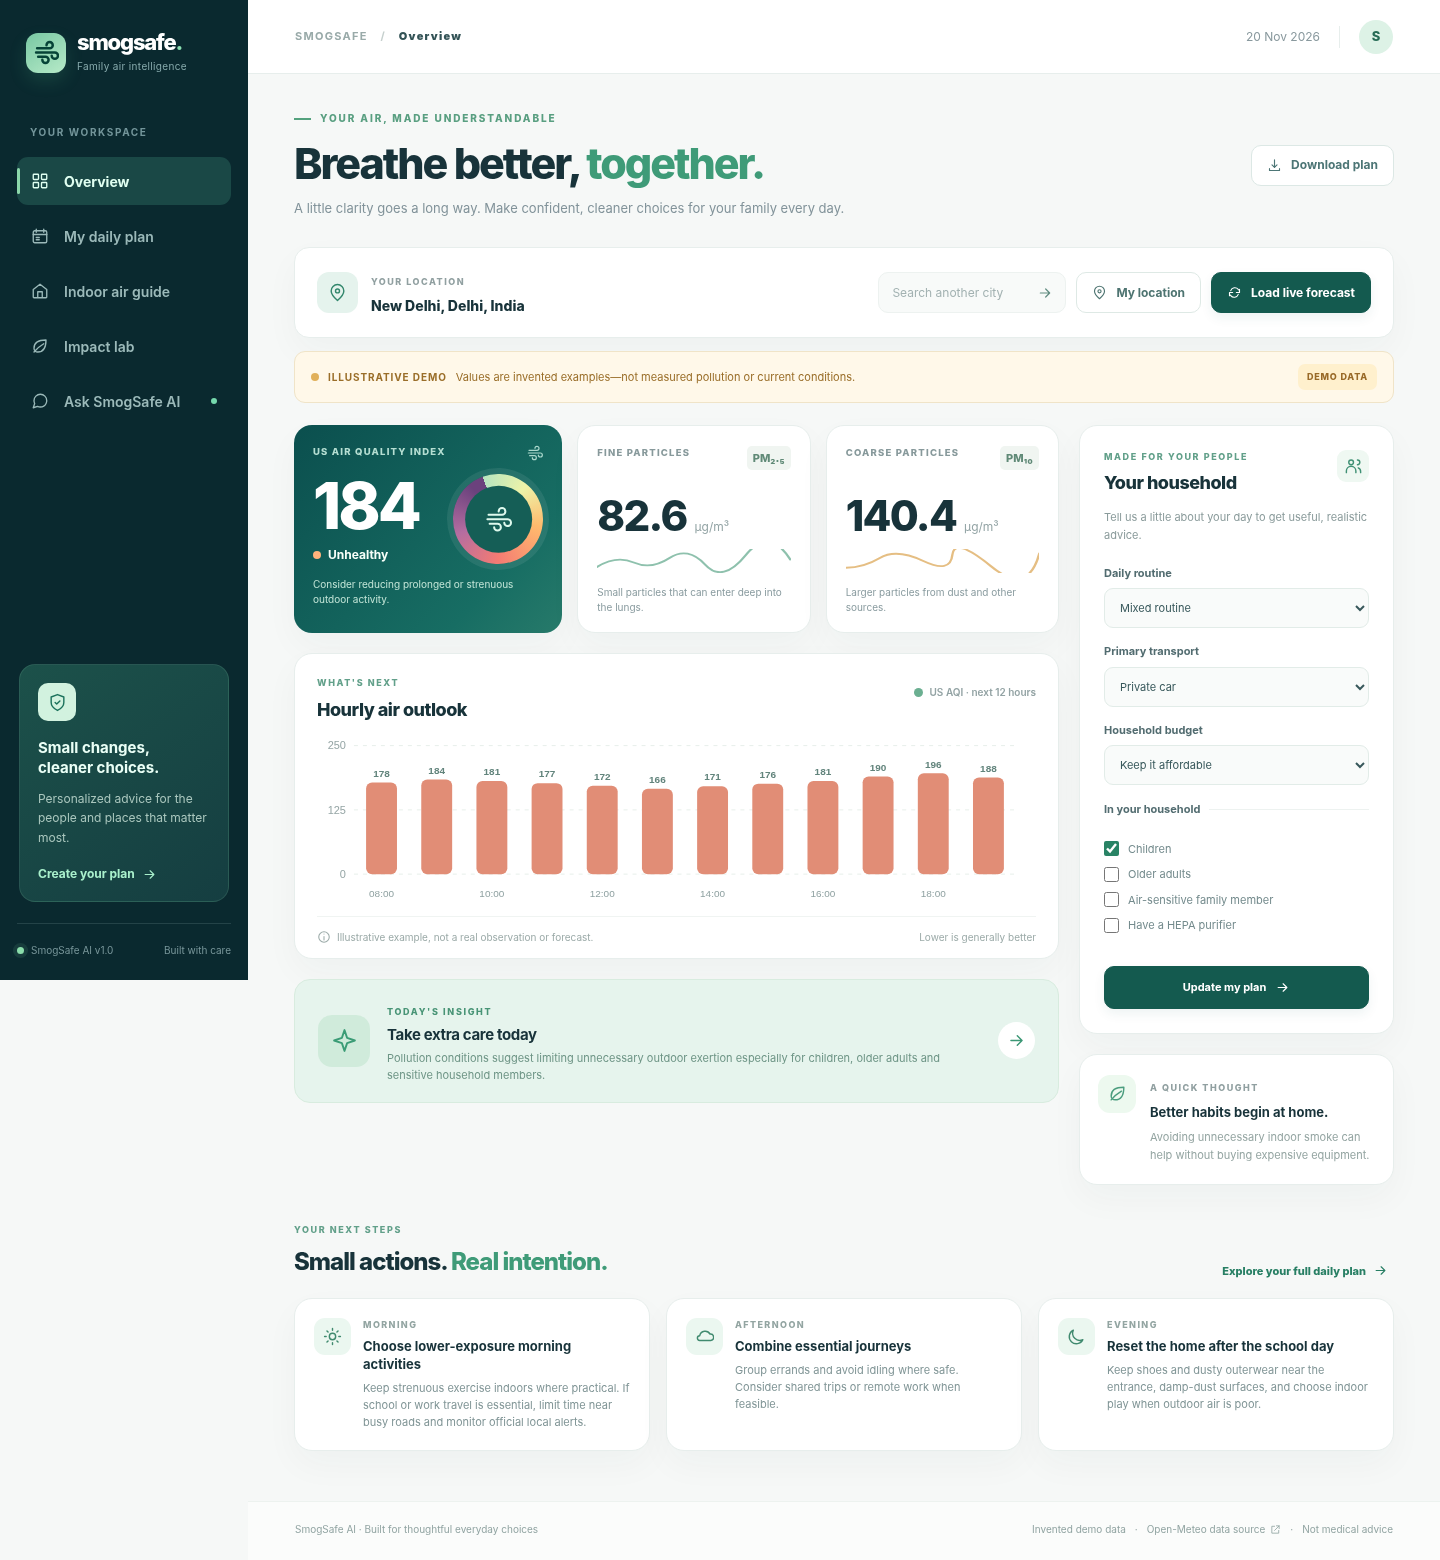 smogsafe.
Family air intelligence
YOUR WORKSPACE
Overview
My daily plan
Indoor air guide
Impact lab
Ask SmogSafe AI
Small changes,
cleaner choices.
Personalized advice for the
people and places that matter
most.
Create your plan
SmogSafe AI v1.0
Built with care
SMOGSAFE / Overview
20 Nov 2026
S
YOUR AIR, MADE UNDERSTANDABLE
Breathe better, together.
A little clarity goes a long way. Make confident, cleaner choices for your family every day.
Download plan
YOUR LOCATION
New Delhi, Delhi, India
Search another city
My location
Load live forecast
ILLUSTRATIVE DEMO Values are invented examples—not measured pollution or current conditions.
DEMO DATA
US AIR QUALITY INDEX
184
Unhealthy
Consider reducing prolonged or strenuous
outdoor activity.
FINE PARTICLES
PM₂.₅
82.6 µg/m³
Small particles that can enter deep into
the lungs.
COARSE PARTICLES
PM₁₀
140.4 µg/m³
Larger particles from dust and other
sources.
WHAT'S NEXT
Hourly air outlook
US AQI · next 12 hours
250
125
0
178 184 181 177 172 166 171 176 181 190 196 188
08:00 10:00 12:00 14:00 16:00 18:00
Illustrative example, not a real observation or forecast.
Lower is generally better
TODAY'S INSIGHT
Take extra care today
Pollution conditions suggest limiting unnecessary outdoor exertion especially for children, older adults and
sensitive household members.
MADE FOR YOUR PEOPLE
Your household
Tell us a little about your day to get useful, realistic
advice.
Daily routine
Mixed routine
Primary transport
Private car
Household budget
Keep it affordable
In your household
Children
Older adults
Air-sensitive family member
Have a HEPA purifier
Update my plan
A QUICK THOUGHT
Better habits begin at home.
Avoiding unnecessary indoor smoke can
help without buying expensive equipment.
YOUR NEXT STEPS
Small actions. Real intention.
Explore your full daily plan
MORNING
Choose lower-exposure morning
activities
Keep strenuous exercise indoors where practical. If
school or work travel is essential, limit time near
busy roads and monitor official local alerts.
AFTERNOON
Combine essential journeys
Group errands and avoid idling where safe.
Consider shared trips or remote work when
feasible.
EVENING
Reset the home after the school day
Keep shoes and dusty outerwear near the
entrance, damp-dust surfaces, and choose indoor
play when outdoor air is poor.
SmogSafe AI · Built for thoughtful everyday choices
Invented demo data · Open-Meteo data source · Not medical advice